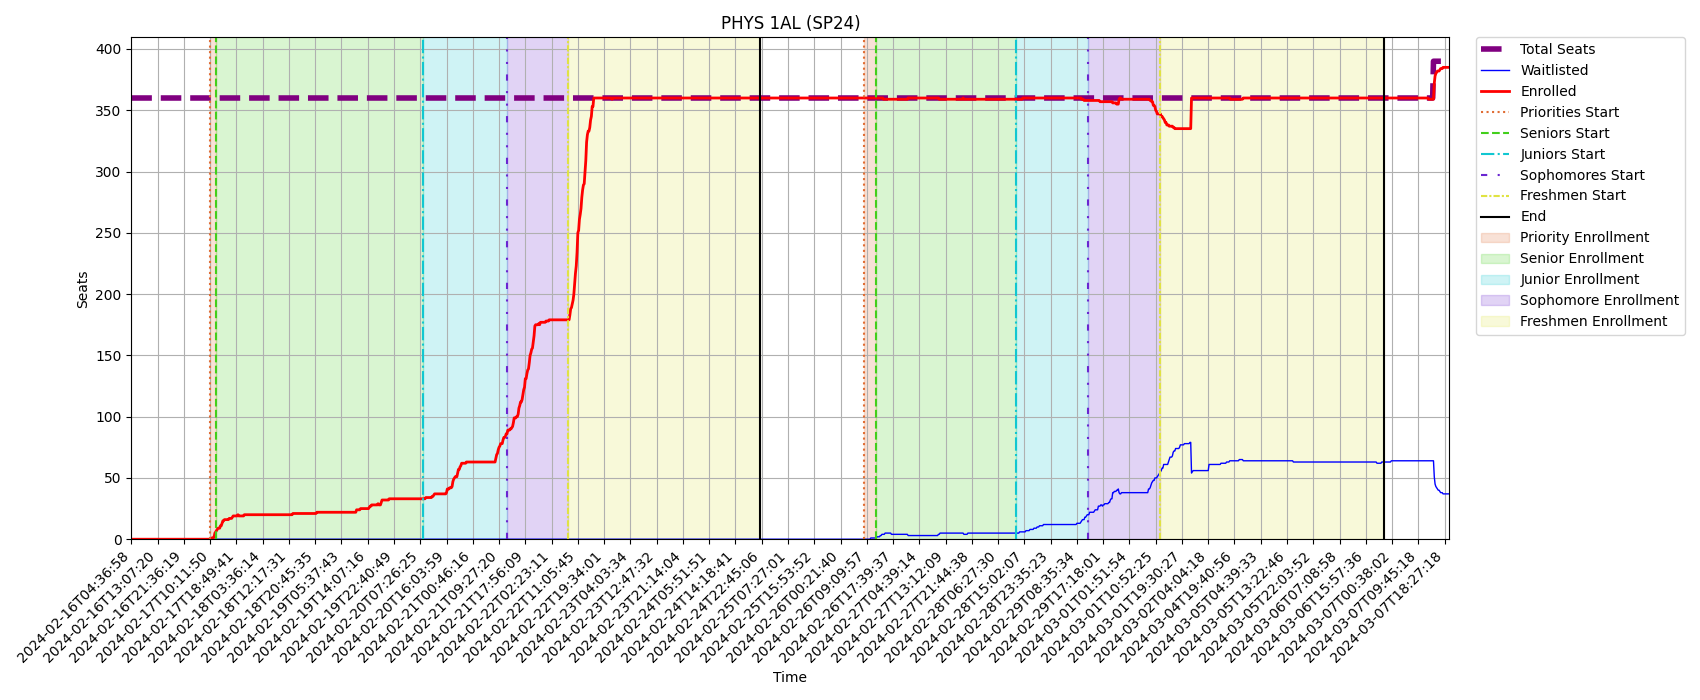 PHYS 1AL (SP24)
400
350
300
250
200
150
100
50
0
Seats
2024-02-16T04:36:58
2024-02-16T13:07:20
2024-02-16T21:36:19
2024-02-17T10:11:50
2024-02-17T18:49:41
2024-02-18T03:36:14
2024-02-18T12:17:31
2024-02-18T20:45:35
2024-02-19T05:37:43
2024-02-19T14:07:16
2024-02-19T22:40:49
2024-02-20T07:26:25
2024-02-20T16:03:59
2024-02-21T00:46:16
2024-02-21T09:27:20
2024-02-21T17:56:09
2024-02-22T02:23:11
2024-02-22T11:05:45
2024-02-22T19:34:01
2024-02-23T04:03:34
2024-02-23T12:47:32
2024-02-23T21:14:04
2024-02-24T05:51:51
2024-02-24T14:18:41
2024-02-24T22:45:06
2024-02-25T07:27:01
2024-02-25T15:53:52
2024-02-26T00:21:40
2024-02-26T09:09:57
2024-02-26T17:39:37
2024-02-27T04:39:14
2024-02-27T13:12:09
2024-02-27T21:44:38
2024-02-28T06:27:30
2024-02-28T15:02:07
2024-02-28T23:35:23
2024-02-29T08:35:34
2024-02-29T17:18:01
2024-03-01T01:51:54
2024-03-01T10:52:25
2024-03-01T19:30:27
2024-03-02T04:04:18
2024-03-04T19:40:56
2024-03-05T04:39:33
2024-03-05T13:22:46
2024-03-05T22:03:52
2024-03-06T07:08:58
2024-03-06T15:57:36
2024-03-07T00:38:02
2024-03-07T09:45:18
2024-03-07T18:27:18
Time
Total Seats
Waitlisted
Enrolled
Priorities Start
Seniors Start
Juniors Start
Sophomores Start
Freshmen Start
End
Priority Enrollment
Senior Enrollment
Junior Enrollment
Sophomore Enrollment
Freshmen Enrollment